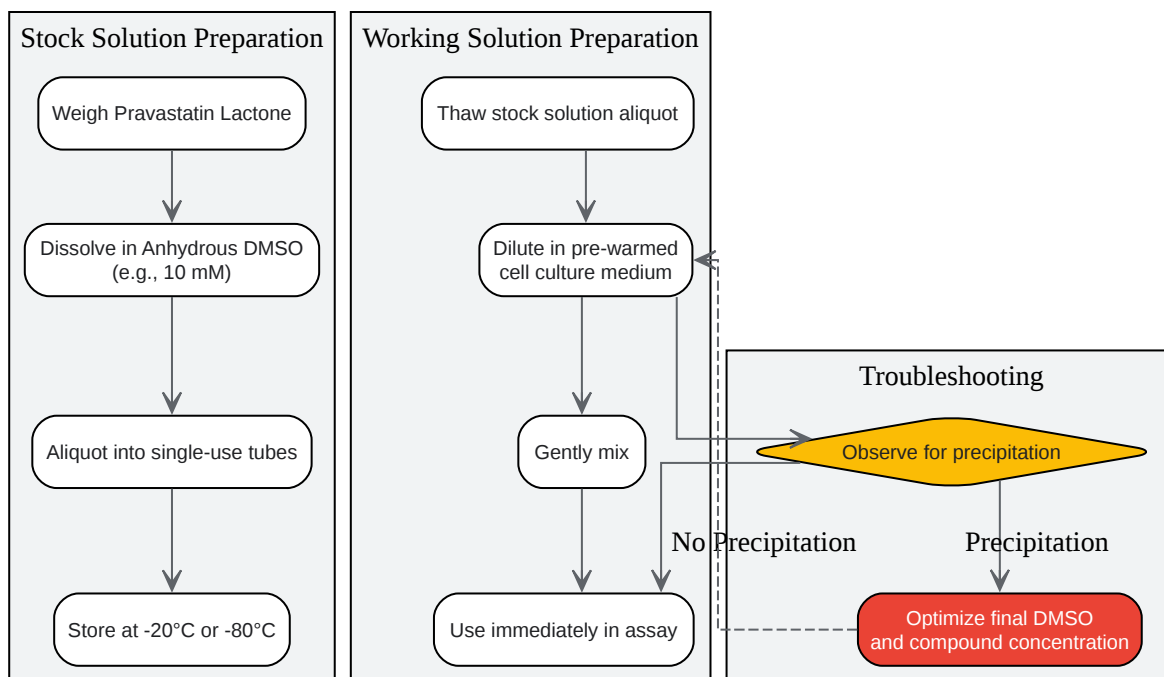 Stock Solution Preparation
Weigh Pravastatin Lactone
Dissolve in Anhydrous DMSO
(e.g., 10 mM)
Aliquot into single-use tubes
Store at -20°C or -80°C
Working Solution Preparation
Thaw stock solution aliquot
Dilute in pre-warmed
cell culture medium
Gently mix
Use immediately in assay
Troubleshooting
Observe for precipitation
No Precipitation
Precipitation
Optimize final DMSO
and compound concentration